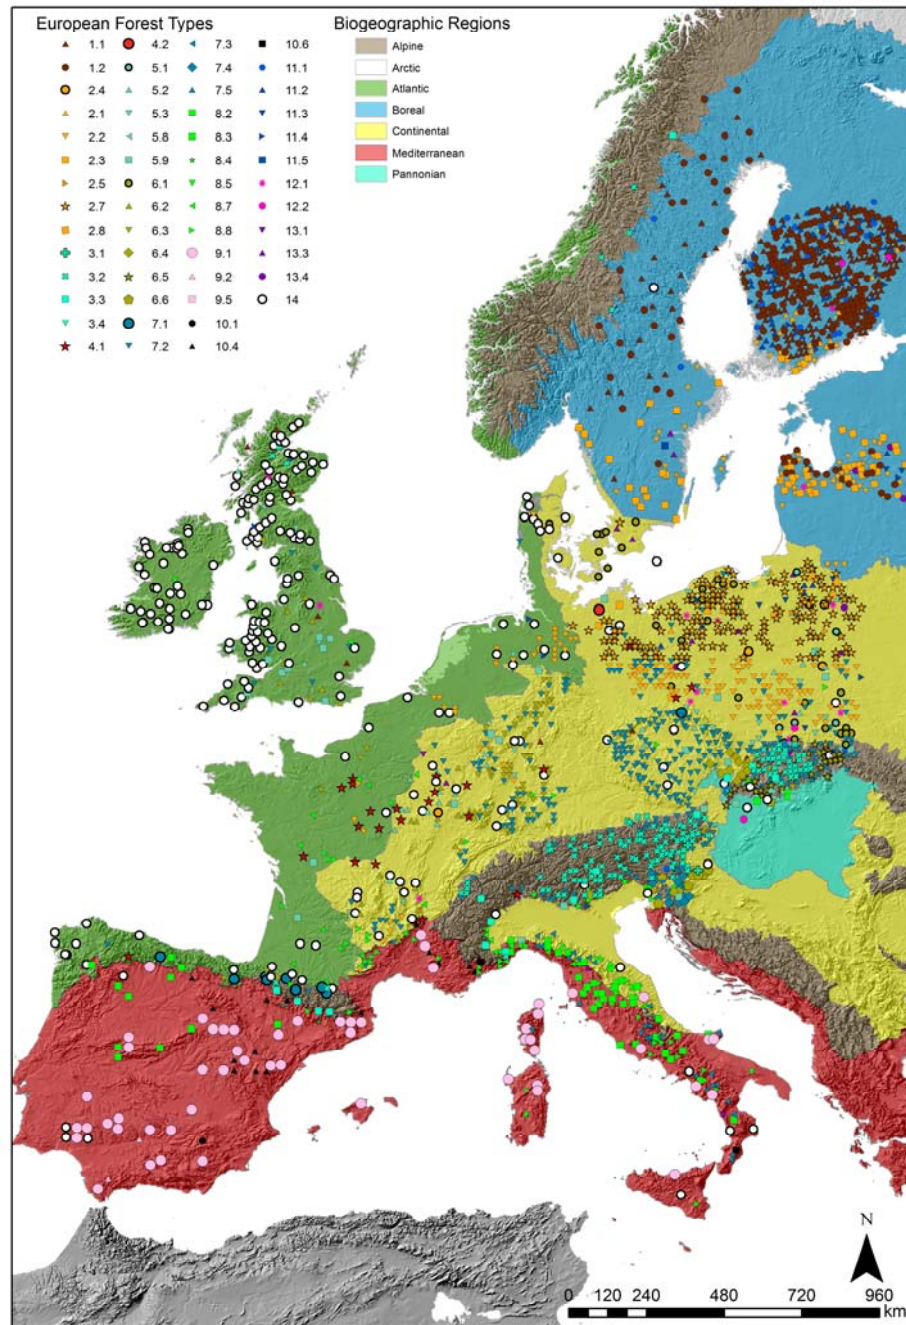 European Forest Types
1.1 4.2 7.3 10.6
1.2 5.1 7.4 11.1
2.4 5.2 7.5 11.2
2.1 5.3 8.2 11.3
2.2 5.8 8.3 11.4
2.3 5.9 8.4 11.5
2.5 6.1 8.5 12.1
2.7 6.2 8.7 12.2
2.8 6.3 8.8 13.1
3.1 6.4 9.1 13.3
3.2 6.5 9.2 13.4
3.3 6.6 9.5 14
3.4 7.1 10.1
4.1 7.2 10.4
Biogeographic Regions
Alpine
Arctic
Atlantic
Boreal
Continental
Mediterranean
Pannonian
N
0 120 240 480 720 960
km